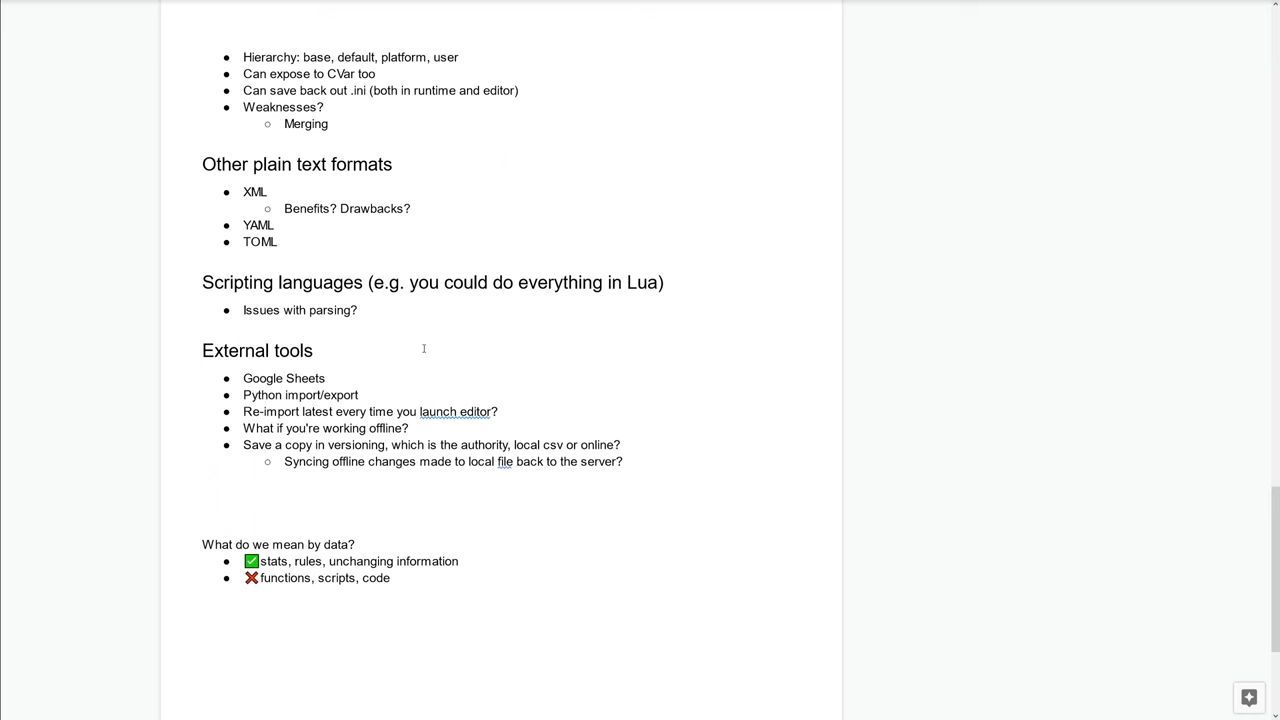 ● Hierarchy: base, default, platform, user
● Can expose to CVar too
● Can save back out .ini (both in runtime and editor)
● Weaknesses?
○ Merging
Other plain text formats
● XML
○ Benefits? Drawbacks?
● YAML
● TOML
Scripting languages (e.g. you could do everything in Lua)
● Issues with parsing?
External tools
● Google Sheets
● Python import/export
● Re-import latest every time you launch editor?
● What if you're working offline?
● Save a copy in versioning, which is the authority, local csv or online?
○ Syncing offline changes made to local file back to the server?
What do we mean by data?
● ✅stats, rules, unchanging information
● ❌functions, scripts, code